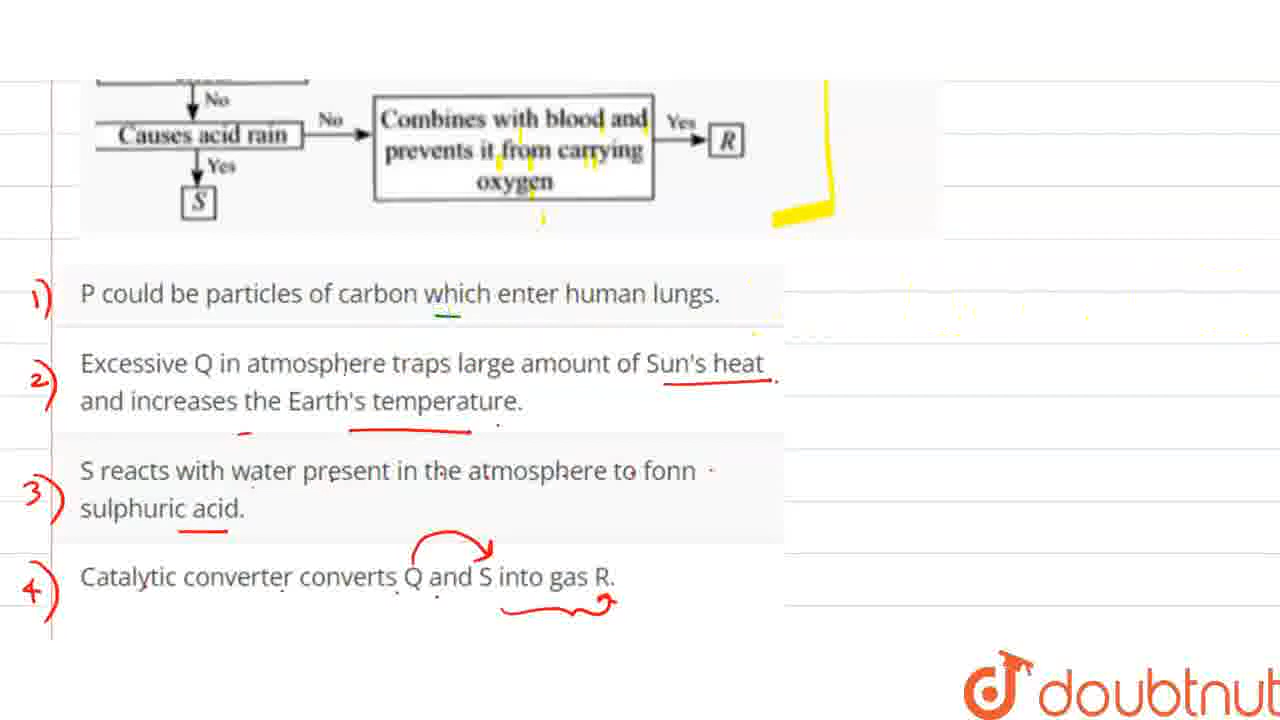 No
Causes acid rain
No
Combines with blood and
prevents it from carrying
oxygen
Yes
R
Yes
S
1) P could be particles of carbon which enter human lungs.
2) Excessive Q in atmosphere traps large amount of Sun's heat
and increases the Earth's temperature.
3) S reacts with water present in the atmosphere to fonn
sulphuric acid.
4) Catalytic converter converts Q and S into gas R.
doubtnut